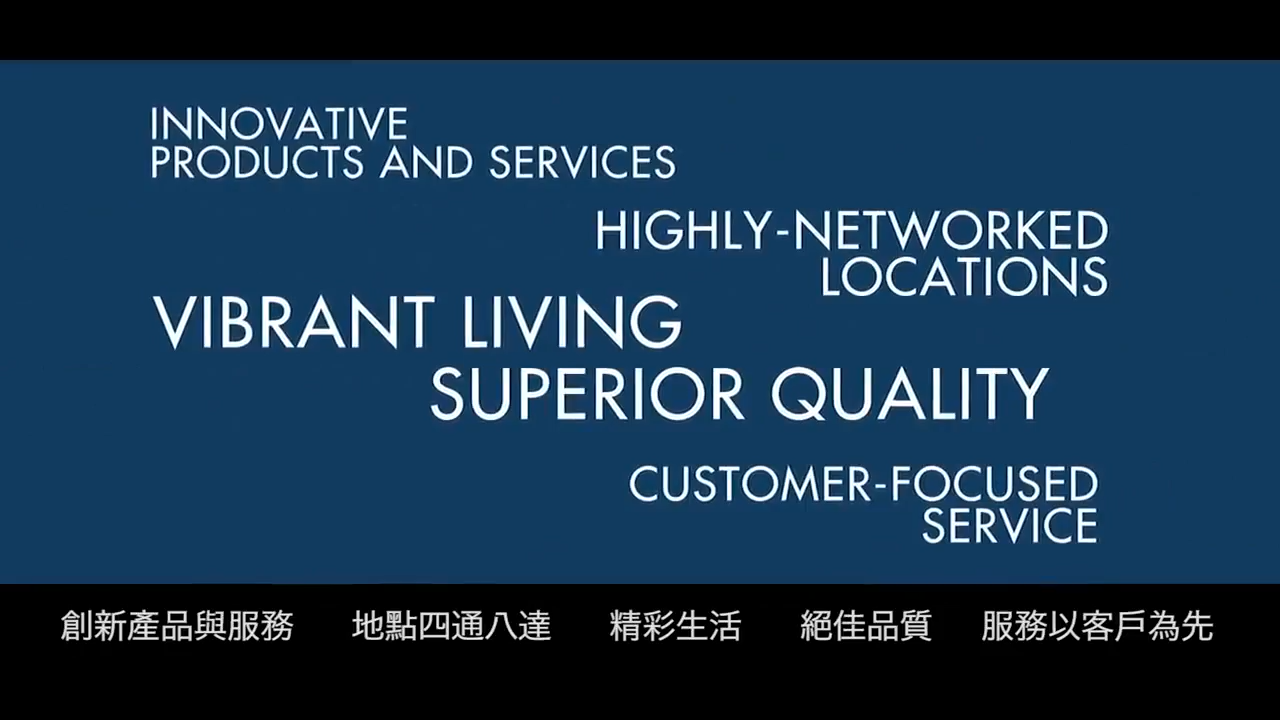 INNOVATIVE
PRODUCTS AND SERVICES
HIGHLY-NETWORKED
LOCATIONS
VIBRANT LIVING
SUPERIOR QUALITY
CUSTOMER-FOCUSED
SERVICE
創新產品與服務 地點四通八達 精彩生活 絕佳品質 服務以客戶為先